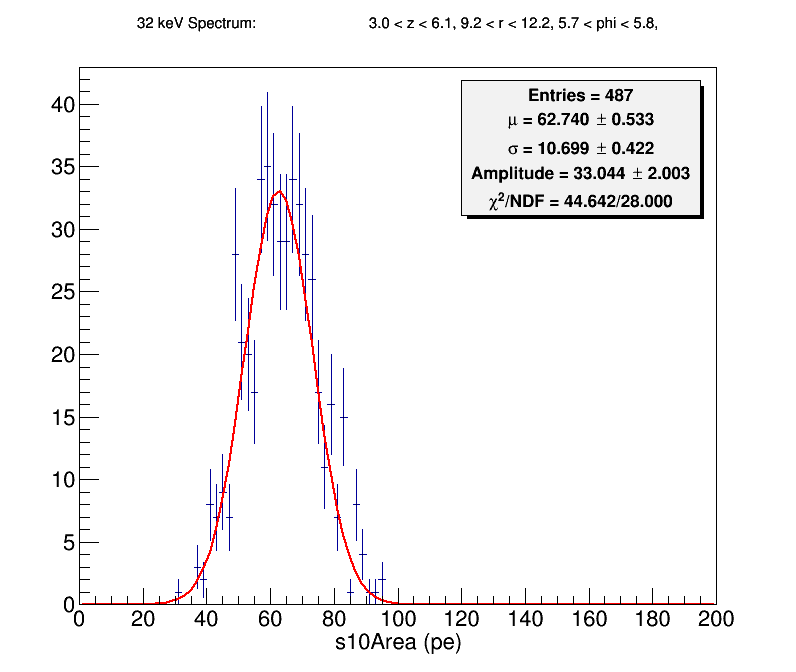 32 keV Spectrum: 3.0 < z < 6.1, 9.2 < r < 12.2, 5.7 < phi < 5.8,
Entries = 487
μ = 62.740 ± 0.533
σ = 10.699 ± 0.422
Amplitude = 33.044 ± 2.003
χ²/NDF = 44.642/28.000
40
35
30
25
20
15
10
5
0
0 20 40 60 80 100 120 140 160 180 200
s10Area (pe)